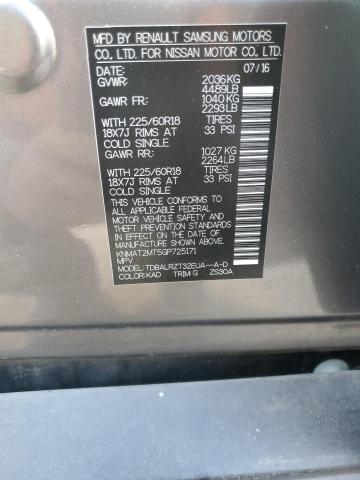 MFD BY RENAULT SAMSUNG MOTORS
CO., LTD. FOR NISSAN MOTOR CO., LTD.
DATE: 07/16
GVWR: 2036KG
4489LB
GAWR FR: 1040KG
2293LB
WITH 225/60R18 TIRES
18X7J RIMS AT 33 PSI
COLD SINGLE
GAWR RR: 1027KG
2264LB
WITH 225/60R18 TIRES
18X7J RIMS AT 33 PSI
COLD SINGLE
THIS VEHICLE CONFORMS TO ALL
APPLICABLE FEDERAL MOTOR
VEHICLE SAFETY AND THEFT
PREVENTION STANDARDS
IN EFFECT ON THE DATE OF
MANUFACTURE SHOWN ABOVE
KNMAT2MT5GP725171
MPV
MODEL:TDBALRZT32EUA--A-D
COLOR:KAD TRIM:G ZS30A